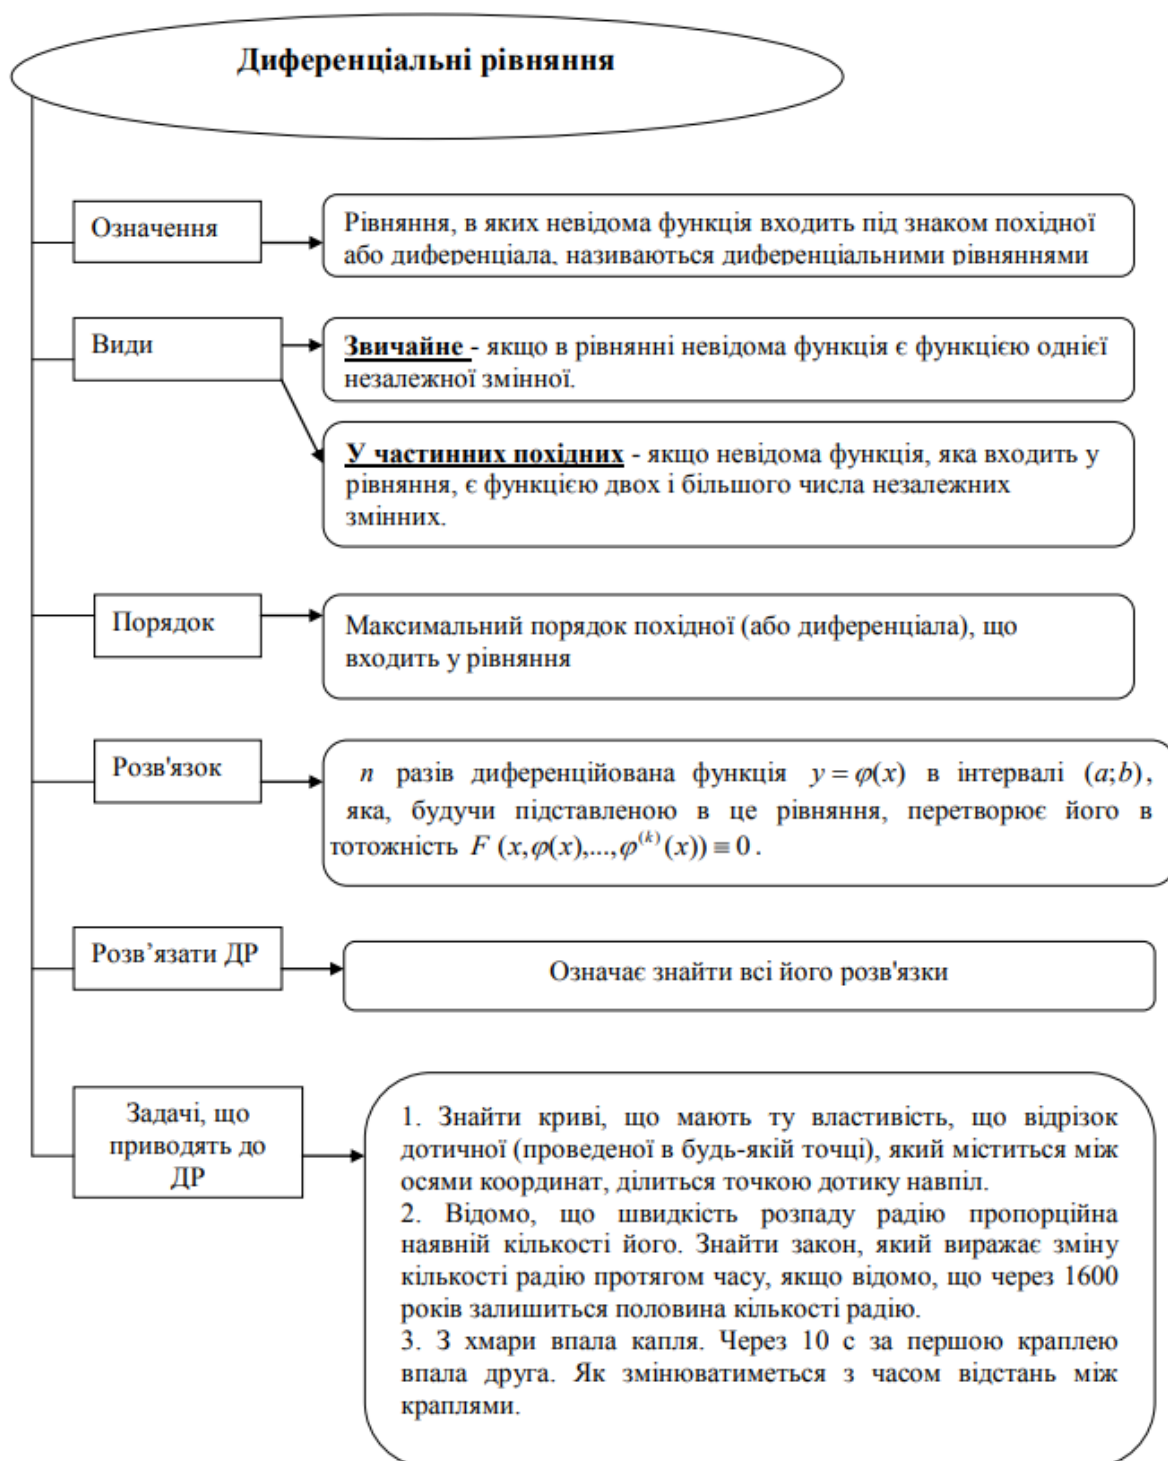 Диференціальні рівняння
Означення
Рівняння, в яких невідома функція входить під знаком похідної
або диференціала, називаються диференціальними рівняннями
Види
Звичайне - якщо в рівнянні невідома функція є функцією однієї
незалежної змінної.
У частинних похідних - якщо невідома функція, яка входить у
рівняння, є функцією двох і більшого числа незалежних
змінних.
Порядок
Максимальний порядок похідної (або диференціала), що
входить у рівняння
Розв'язок
n разів диференційована функція y = φ(x) в інтервалі (a;b),
яка, будучи підставленою в це рівняння, перетворює його в
тотожність F (x,φ(x),...,φ^(k)(x)) ≡ 0 .
Розв’язати ДР
Означає знайти всі його розв'язки
Задачі, що
приводять до
ДР
1. Знайти криві, що мають ту властивість, що відрізок
дотичної (проведеної в будь-якій точці), який міститься між
осями координат, ділиться точкою дотику навпіл.
2. Відомо, що швидкість розпаду радію пропорційна
наявній кількості його. Знайти закон, який виражає зміну
кількості радію протягом часу, якщо відомо, що через 1600
років залишиться половина кількості радію.
3. З хмари впала капля. Через 10 с за першою краплею
впала друга. Як змінюватиметься з часом відстань між
краплями.